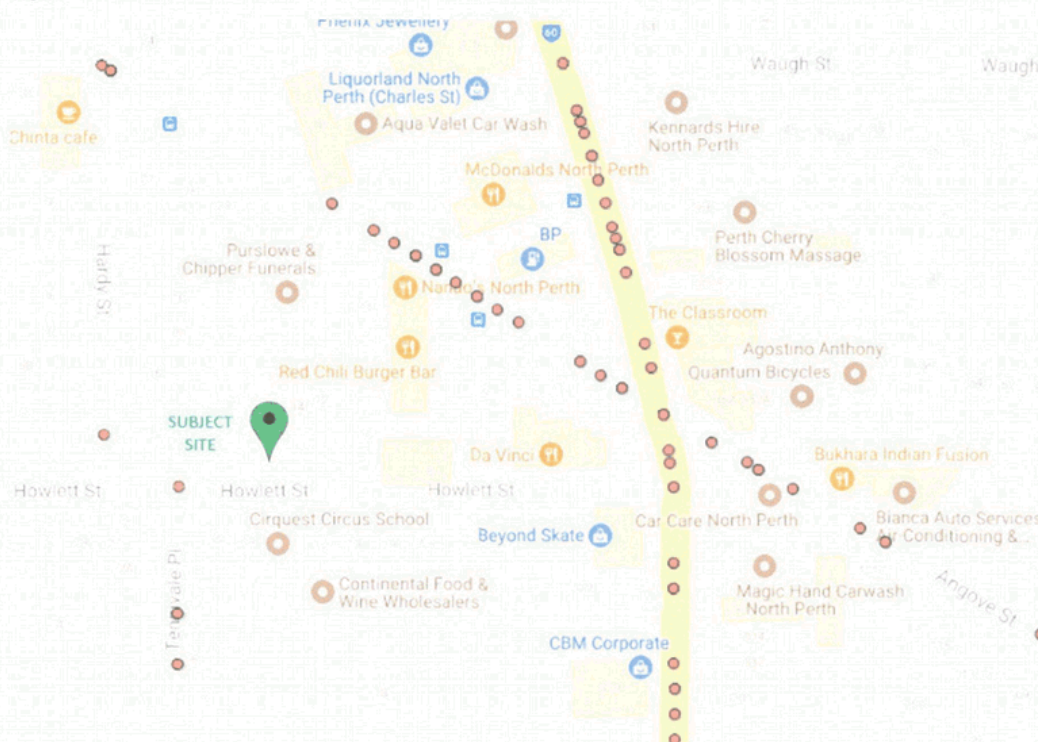 Phenix Jewellery
60
Waugh St
Waugh
Liquorland North
Perth (Charles St)
Chinta cafe
Aqua Valet Car Wash
Kennards Hire
North Perth
McDonalds North Perth
Hardy St
Purslowe &
Chipper Funerals
BP
Perth Cherry
Blossom Massage
Nando's North Perth
The Classroom
Agostino Anthony
Quantum Bicycles
Red Chili Burger Bar
SUBJECT
SITE
Da Vinci
Bukhara Indian Fusion
Howlett St
Howlett St
Howlett St
Cirquest Circus School
Beyond Skate
Car Care North Perth
Bianca Auto Services
Air Conditioning &...
Continental Food &
Wine Wholesalers
Magic Hand Carwash
- North Perth
Angove St
Pl
CBM Corporate